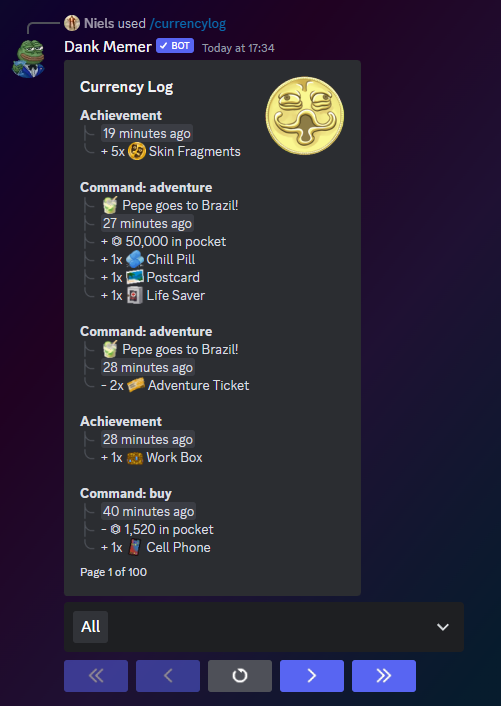 Niels used /currencylog
Dank Memer ✓ BOT Today at 17:34
Currency Log
Achievement
19 minutes ago
+ 5x Skin Fragments
Command: adventure
Pepe goes to Brazil!
27 minutes ago
+ 50,000 in pocket
+ 1x Chill Pill
+ 1x Postcard
+ 1x Life Saver
Command: adventure
Pepe goes to Brazil!
28 minutes ago
- 2x Adventure Ticket
Achievement
28 minutes ago
+ 1x Work Box
Command: buy
40 minutes ago
- 1,520 in pocket
+ 1x Cell Phone
Page 1 of 100
All